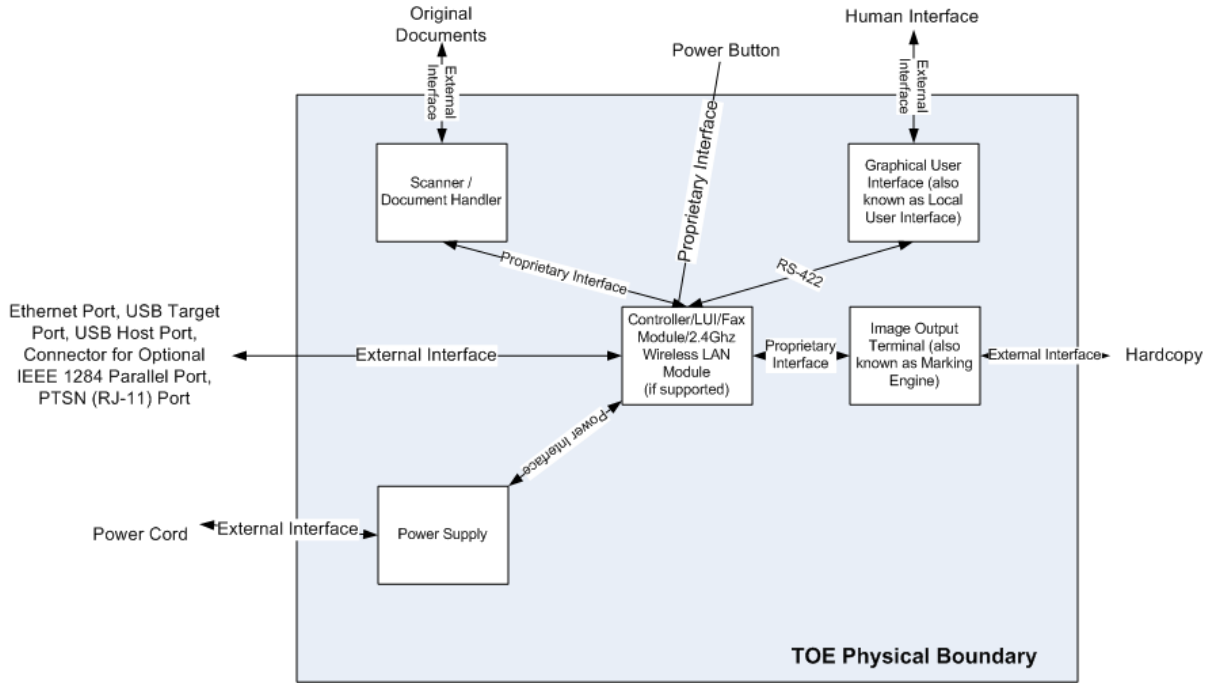 Original
Documents
Human Interface
Power Button
External
Interface
External
Interface
Proprietary Interface
Scanner /
Document Handler
Graphical User
Interface (also
known as Local
User Interface)
Proprietary Interface
RS-422
Ethernet Port, USB Target
Port, USB Host Port,
Connector for Optional
IEEE 1284 Parallel Port,
PTSN (RJ-11) Port
External Interface
Controller/LUI/Fax
Module/2.4Ghz
Wireless LAN
Module
(if supported)
Proprietary
Interface
Image Output
Terminal (also
known as Marking
Engine)
External Interface
Hardcopy
Power Interface
Power Cord
External Interface
Power Supply
TOE Physical Boundary